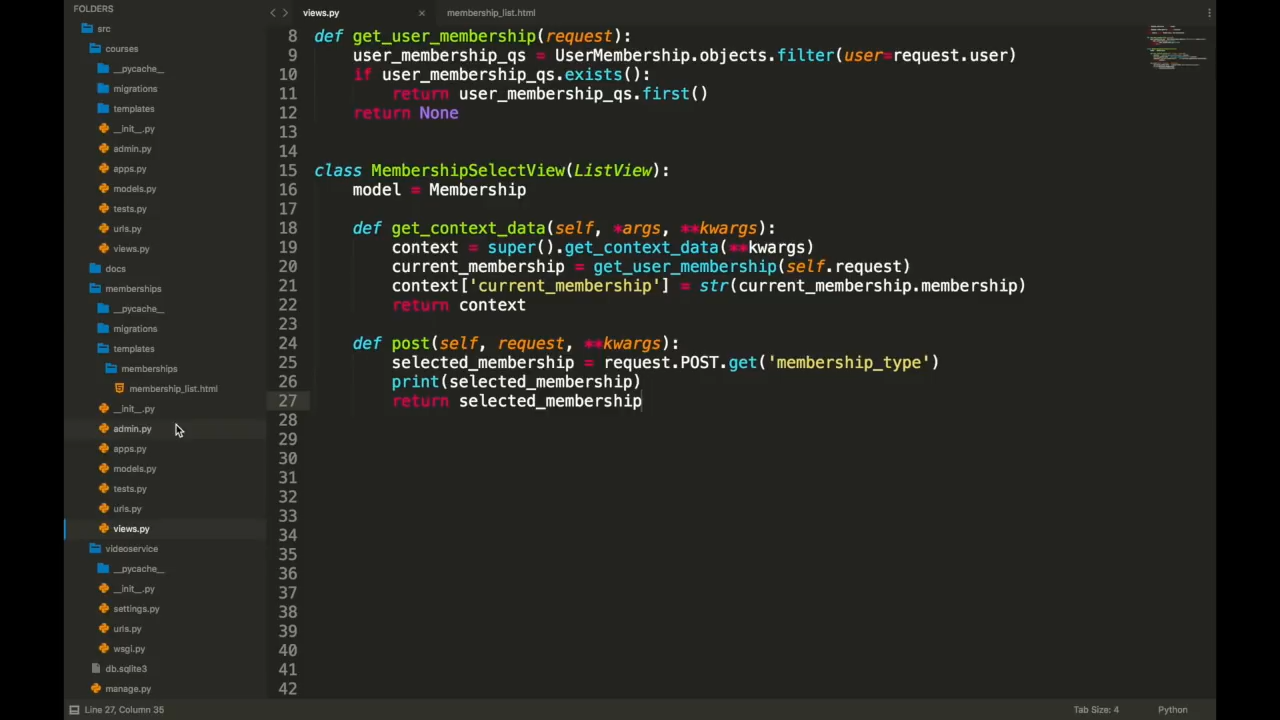 FOLDERS
src
courses
__pycache__
migrations
templates
__init__.py
admin.py
apps.py
models.py
tests.py
urls.py
views.py
docs
memberships
__pycache__
migrations
templates
memberships
membership_list.html
__init__.py
admin.py
apps.py
models.py
tests.py
urls.py
views.py
videoservice
__pycache__
__init__.py
settings.py
urls.py
wsgi.py
db.sqlite3
manage.py
views.py
membership_list.html
8 def get_user_membership(request):
9 user_membership_qs = UserMembership.objects.filter(user=request.user)
10 if user_membership_qs.exists():
11 return user_membership_qs.first()
12 return None
13
14
15 class MembershipSelectView(ListView):
16 model = Membership
17
18 def get_context_data(self, *args, **kwargs):
19 context = super().get_context_data(**kwargs)
20 current_membership = get_user_membership(self.request)
21 context['current_membership'] = str(current_membership.membership)
22 return context
23
24 def post(self, request, **kwargs):
25 selected_membership = request.POST.get('membership_type')
26 print(selected_membership)
27 return selected_membership
28
29
30
31
32
33
34
35
36
37
38
39
40
41
42
Line 27, Column 35
Tab Size: 4
Python